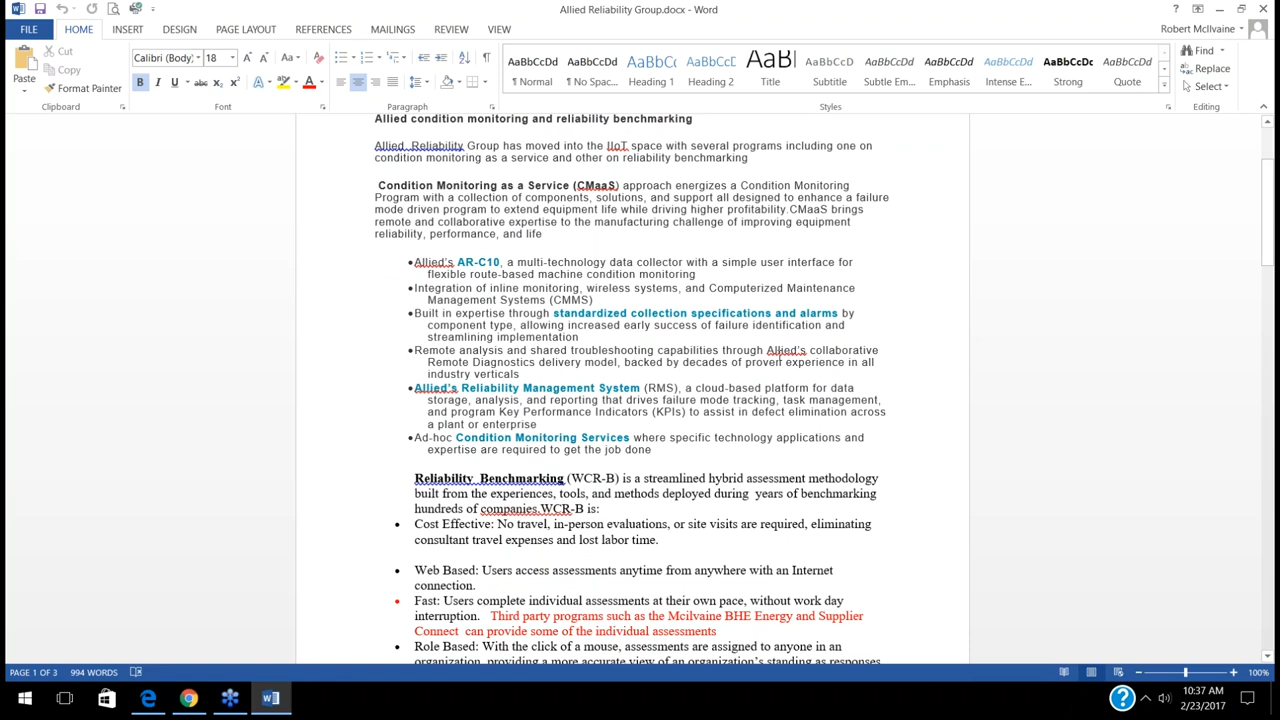 Allied Reliability Group.docx - Word
FILE HOME INSERT DESIGN PAGE LAYOUT REFERENCES MAILINGS REVIEW VIEW
Robert McIlvaine
Paste
Cut
Copy
Format Painter
Clipboard
Calibri (Body) 18
Font
Paragraph
AaBbCcDd AaBbCcDd AaBbCc AaBbCcC AaB AaBbCcD AaBbCcDd AaBbCcDd AaBbCcDd AaBbCcDc AaBbCcDd
¶ Normal ¶ No Spac... Heading 1 Heading 2 Title Subtitle Subtle Em... Emphasis Intense E... Strong Quote
Styles
Find
Replace
Select
Editing
Allied condition monitoring and reliability benchmarking
Allied Reliability Group has moved into the IIoT space with several programs including one on
condition monitoring as a service and other on reliability benchmarking
Condition Monitoring as a Service (CMaaS) approach energizes a Condition Monitoring
Program with a collection of components, solutions, and support all designed to enhance a failure
mode driven program to extend equipment life while driving higher profitability.CMaaS brings
remote and collaborative expertise to the manufacturing challenge of improving equipment
reliability, performance, and life
•Allied's AR-C10, a multi-technology data collector with a simple user interface for
flexible route-based machine condition monitoring
•Integration of inline monitoring, wireless systems, and Computerized Maintenance
Management Systems (CMMS)
•Built in expertise through standardized collection specifications and alarms by
component type, allowing increased early success of failure identification and
streamlining implementation
•Remote analysis and shared troubleshooting capabilities through Allied's collaborative
Remote Diagnostics delivery model, backed by decades of proven experience in all
industry verticals
•Allied's Reliability Management System (RMS), a cloud-based platform for data
storage, analysis, and reporting that drives failure mode tracking, task management,
and program Key Performance Indicators (KPIs) to assist in defect elimination across
a plant or enterprise
•Ad-hoc Condition Monitoring Services where specific technology applications and
expertise are required to get the job done
Reliability Benchmarking (WCR-B) is a streamlined hybrid assessment methodology
built from the experiences, tools, and methods deployed during years of benchmarking
hundreds of companies.WCR-B is:
• Cost Effective: No travel, in-person evaluations, or site visits are required, eliminating
consultant travel expenses and lost labor time.
• Web Based: Users access assessments anytime from anywhere with an Internet
connection.
• Fast: Users complete individual assessments at their own pace, without work day
interruption. Third party programs such as the Mcilvaine BHE Energy and Supplier
Connect can provide some of the individual assessments
• Role Based: With the click of a mouse, assessments are assigned to anyone in an
organization, providing a more accurate view of an organization's standing as responses
PAGE 1 OF 3 994 WORDS
100%
10:37 AM
2/23/2017